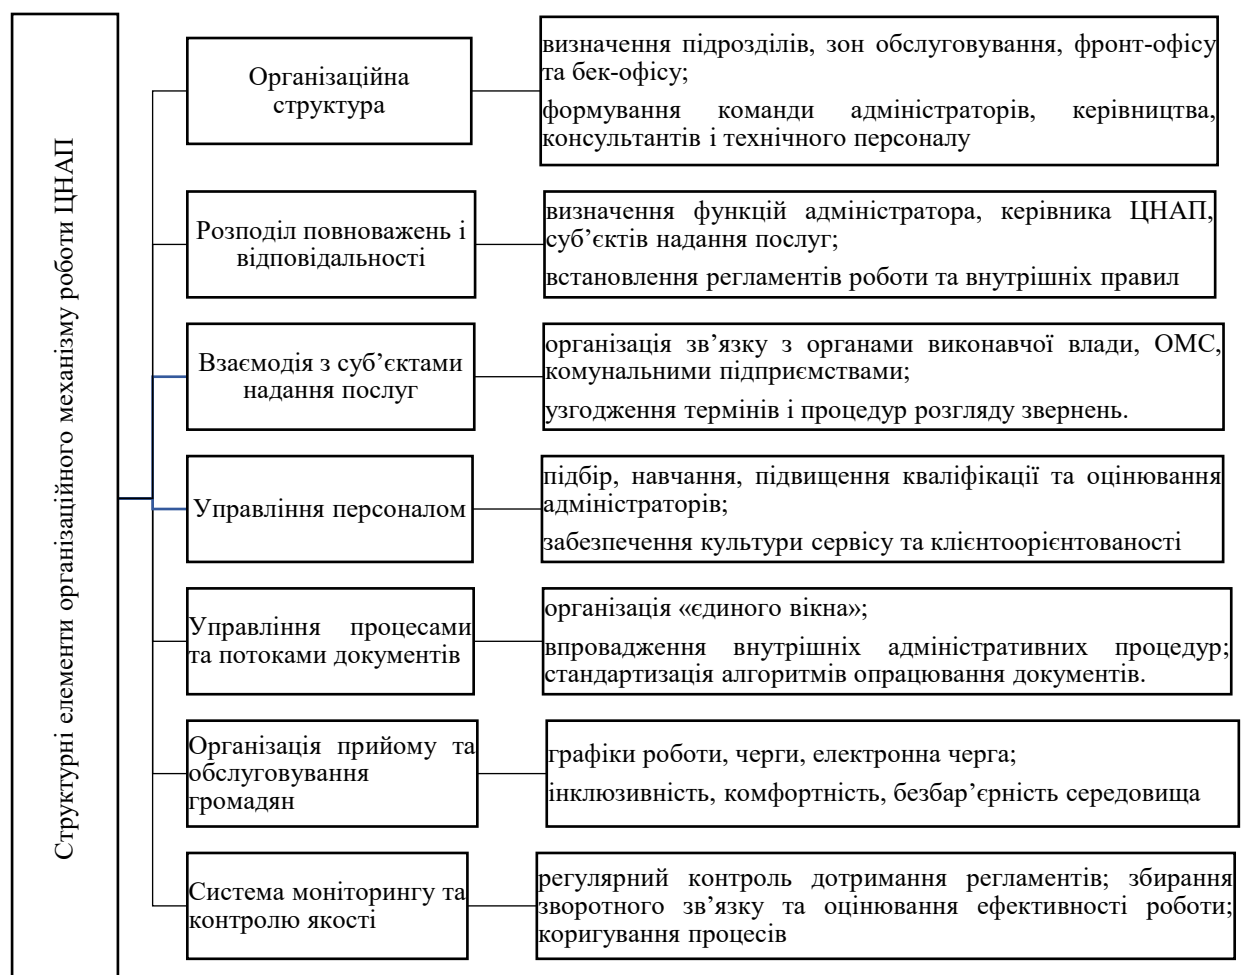 Структурні елементи організаційного механізму роботи ЦНАП
Організаційна
структура
визначення підрозділів, зон обслуговування, фронт-офісу
та бек-офісу;
формування команди адміністраторів, керівництва,
консультантів і технічного персоналу
Розподіл повноважень і
відповідальності
визначення функцій адміністратора, керівника ЦНАП,
суб’єктів надання послуг;
встановлення регламентів роботи та внутрішніх правил
Взаємодія з суб’єктами
надання послуг
організація зв’язку з органами виконавчої влади, ОМС,
комунальними підприємствами;
узгодження термінів і процедур розгляду звернень.
Управління персоналом
підбір, навчання, підвищення кваліфікації та оцінювання
адміністраторів;
забезпечення культури сервісу та клієнтоорієнтованості
Управління процесами
та потоками документів
організація «єдиного вікна»;
впровадження внутрішніх адміністративних процедур;
стандартизація алгоритмів опрацювання документів.
Організація прийому та
обслуговування
громадян
графіки роботи, черги, електронна черга;
інклюзивність, комфортність, безбар’єрність середовища
Система моніторингу та
контролю якості
регулярний контроль дотримання регламентів; збирання
зворотного зв’язку та оцінювання ефективності роботи;
коригування процесів